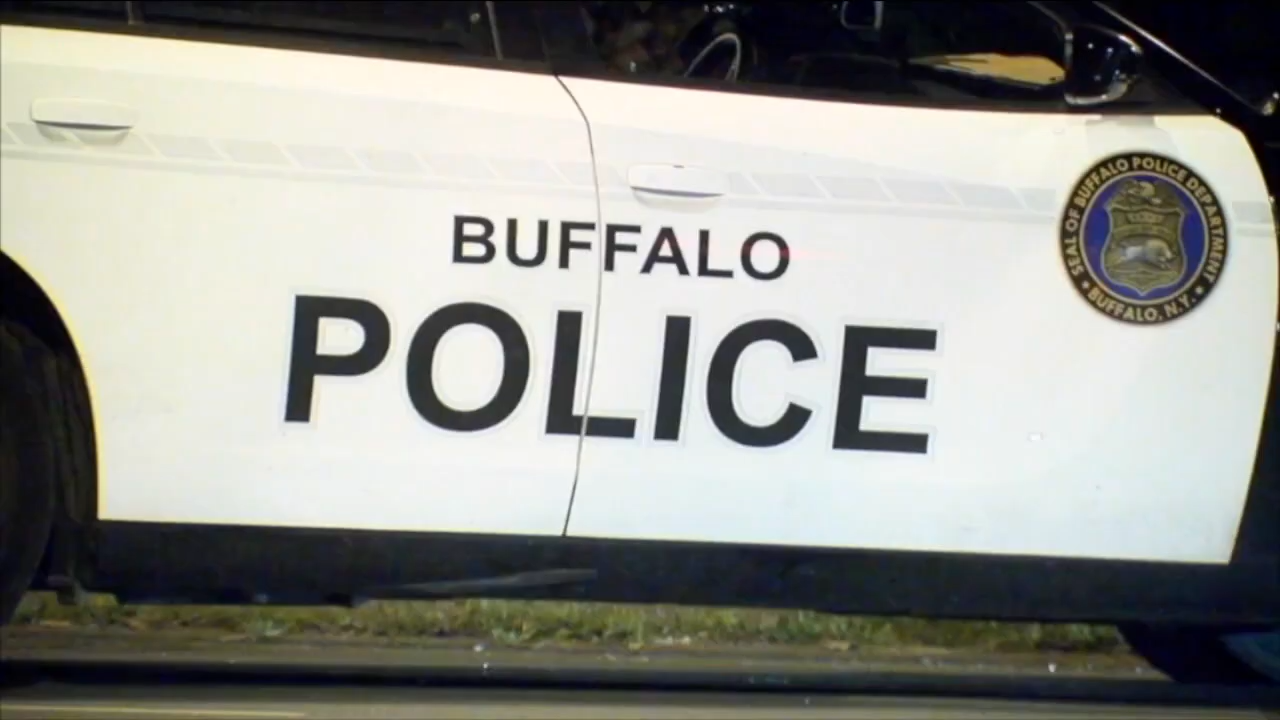 BUFFALO
POLICE
SEAL OF BUFFALO POLICE DEPARTMENT
• BUFFALO, N.Y. •